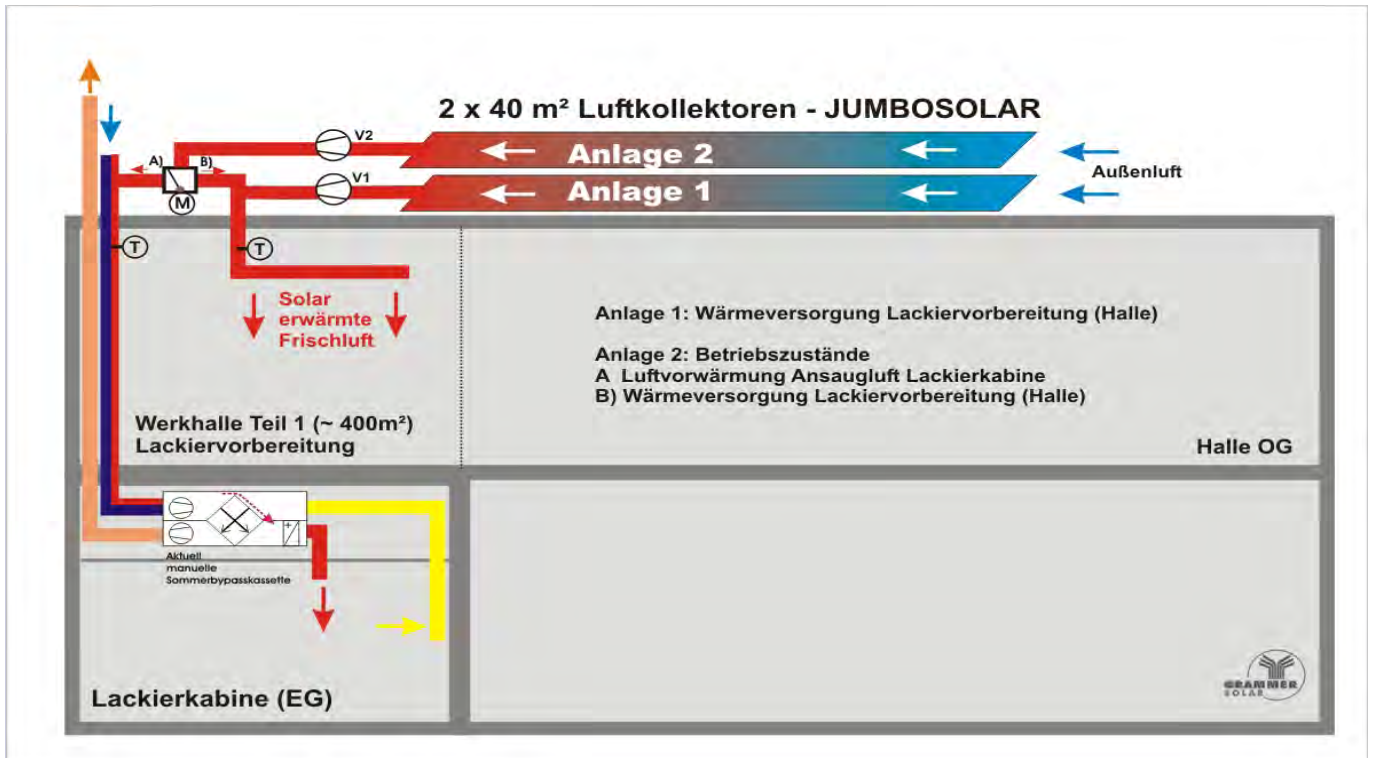 2 x 40 m² Luftkollektoren - JUMBOSOLAR
V2
Anlage 2
A)
B)
V1
Anlage 1
Außenluft
M
T
T
Solar
erwärmte
Frischluft
Anlage 1: Wärmeversorgung Lackiervorbereitung (Halle)
Anlage 2: Betriebszustände
A Luftvorwärmung Ansaugluft Lackierkabine
B) Wärmeversorgung Lackiervorbereitung (Halle)
Werkhalle Teil 1 (~ 400m²)
Lackiervorbereitung
Halle OG
+
Aktuell
manuelle
Sommerbypasskassette
Lackierkabine (EG)
GRAMMER
SOLAR